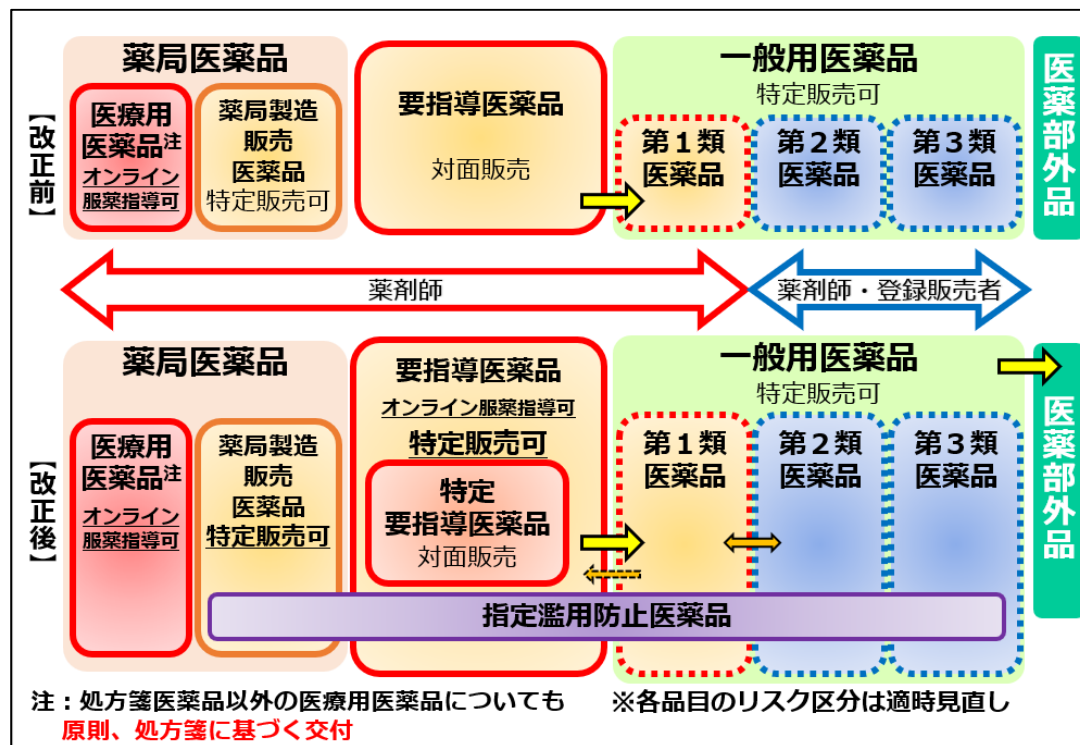 【改正前】
薬局医薬品
医療用
医薬品注
オンライン
服薬指導可
薬局製造
販売
医薬品
特定販売可
要指導医薬品
対面販売
一般用医薬品
特定販売可
第1類
医薬品
第2類
医薬品
第3類
医薬品
医薬部外品
薬剤師
薬剤師・登録販売者
【改正後】
薬局医薬品
医療用
医薬品注
オンライン
服薬指導可
薬局製造
販売
医薬品
特定販売可
要指導医薬品
オンライン服薬指導可
特定販売可
特定
要指導医薬品
対面販売
一般用医薬品
特定販売可
第1類
医薬品
第2類
医薬品
第3類
医薬品
医薬部外品
指定濫用防止医薬品
注：処方箋医薬品以外の医療用医薬品についても
原則、処方箋に基づく交付
※各品目のリスク区分は適時見直し